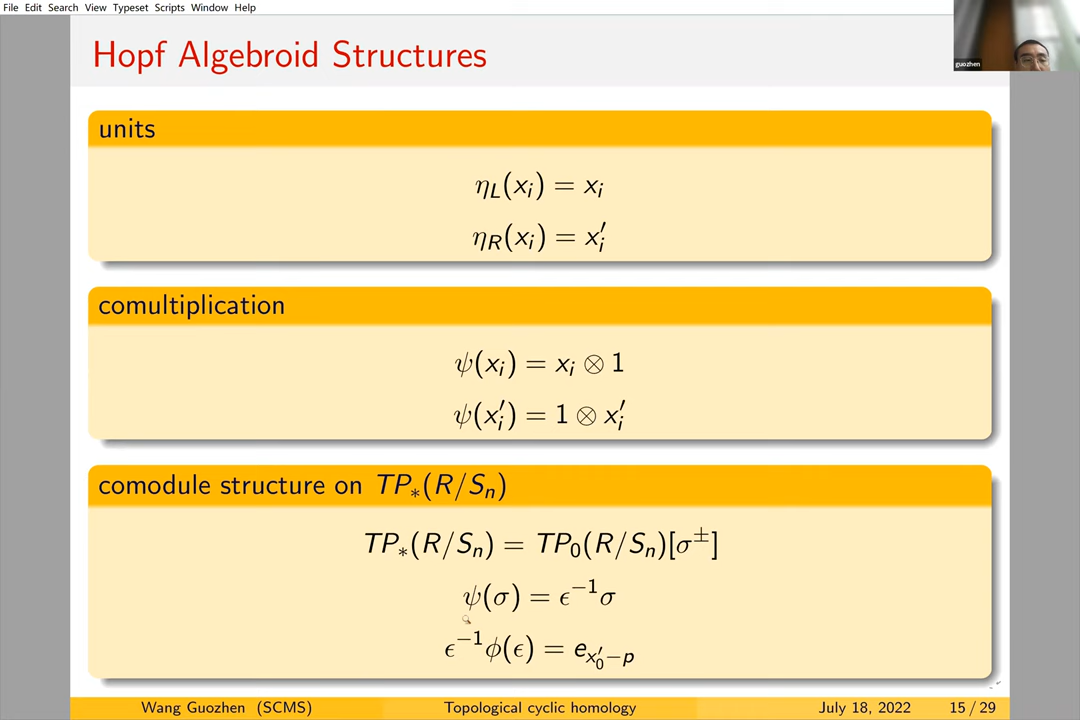 File Edit Search View Typeset Scripts Window Help
Hopf Algebroid Structures
guozhen
units
η_L(x_i) = x_i
η_R(x_i) = x′_i
comultiplication
ψ(x_i) = x_i ⊗ 1
ψ(x′_i) = 1 ⊗ x′_i
comodule structure on TP_*(R/S_n)
TP_*(R/S_n) = TP_0(R/S_n)[σ^±]
ψ(σ) = ϵ^{−1}σ
ϵ^{−1}ϕ(ϵ) = e_{x′_0−p}
Wang Guozhen (SCMS) Topological cyclic homology July 18, 2022 15 / 29